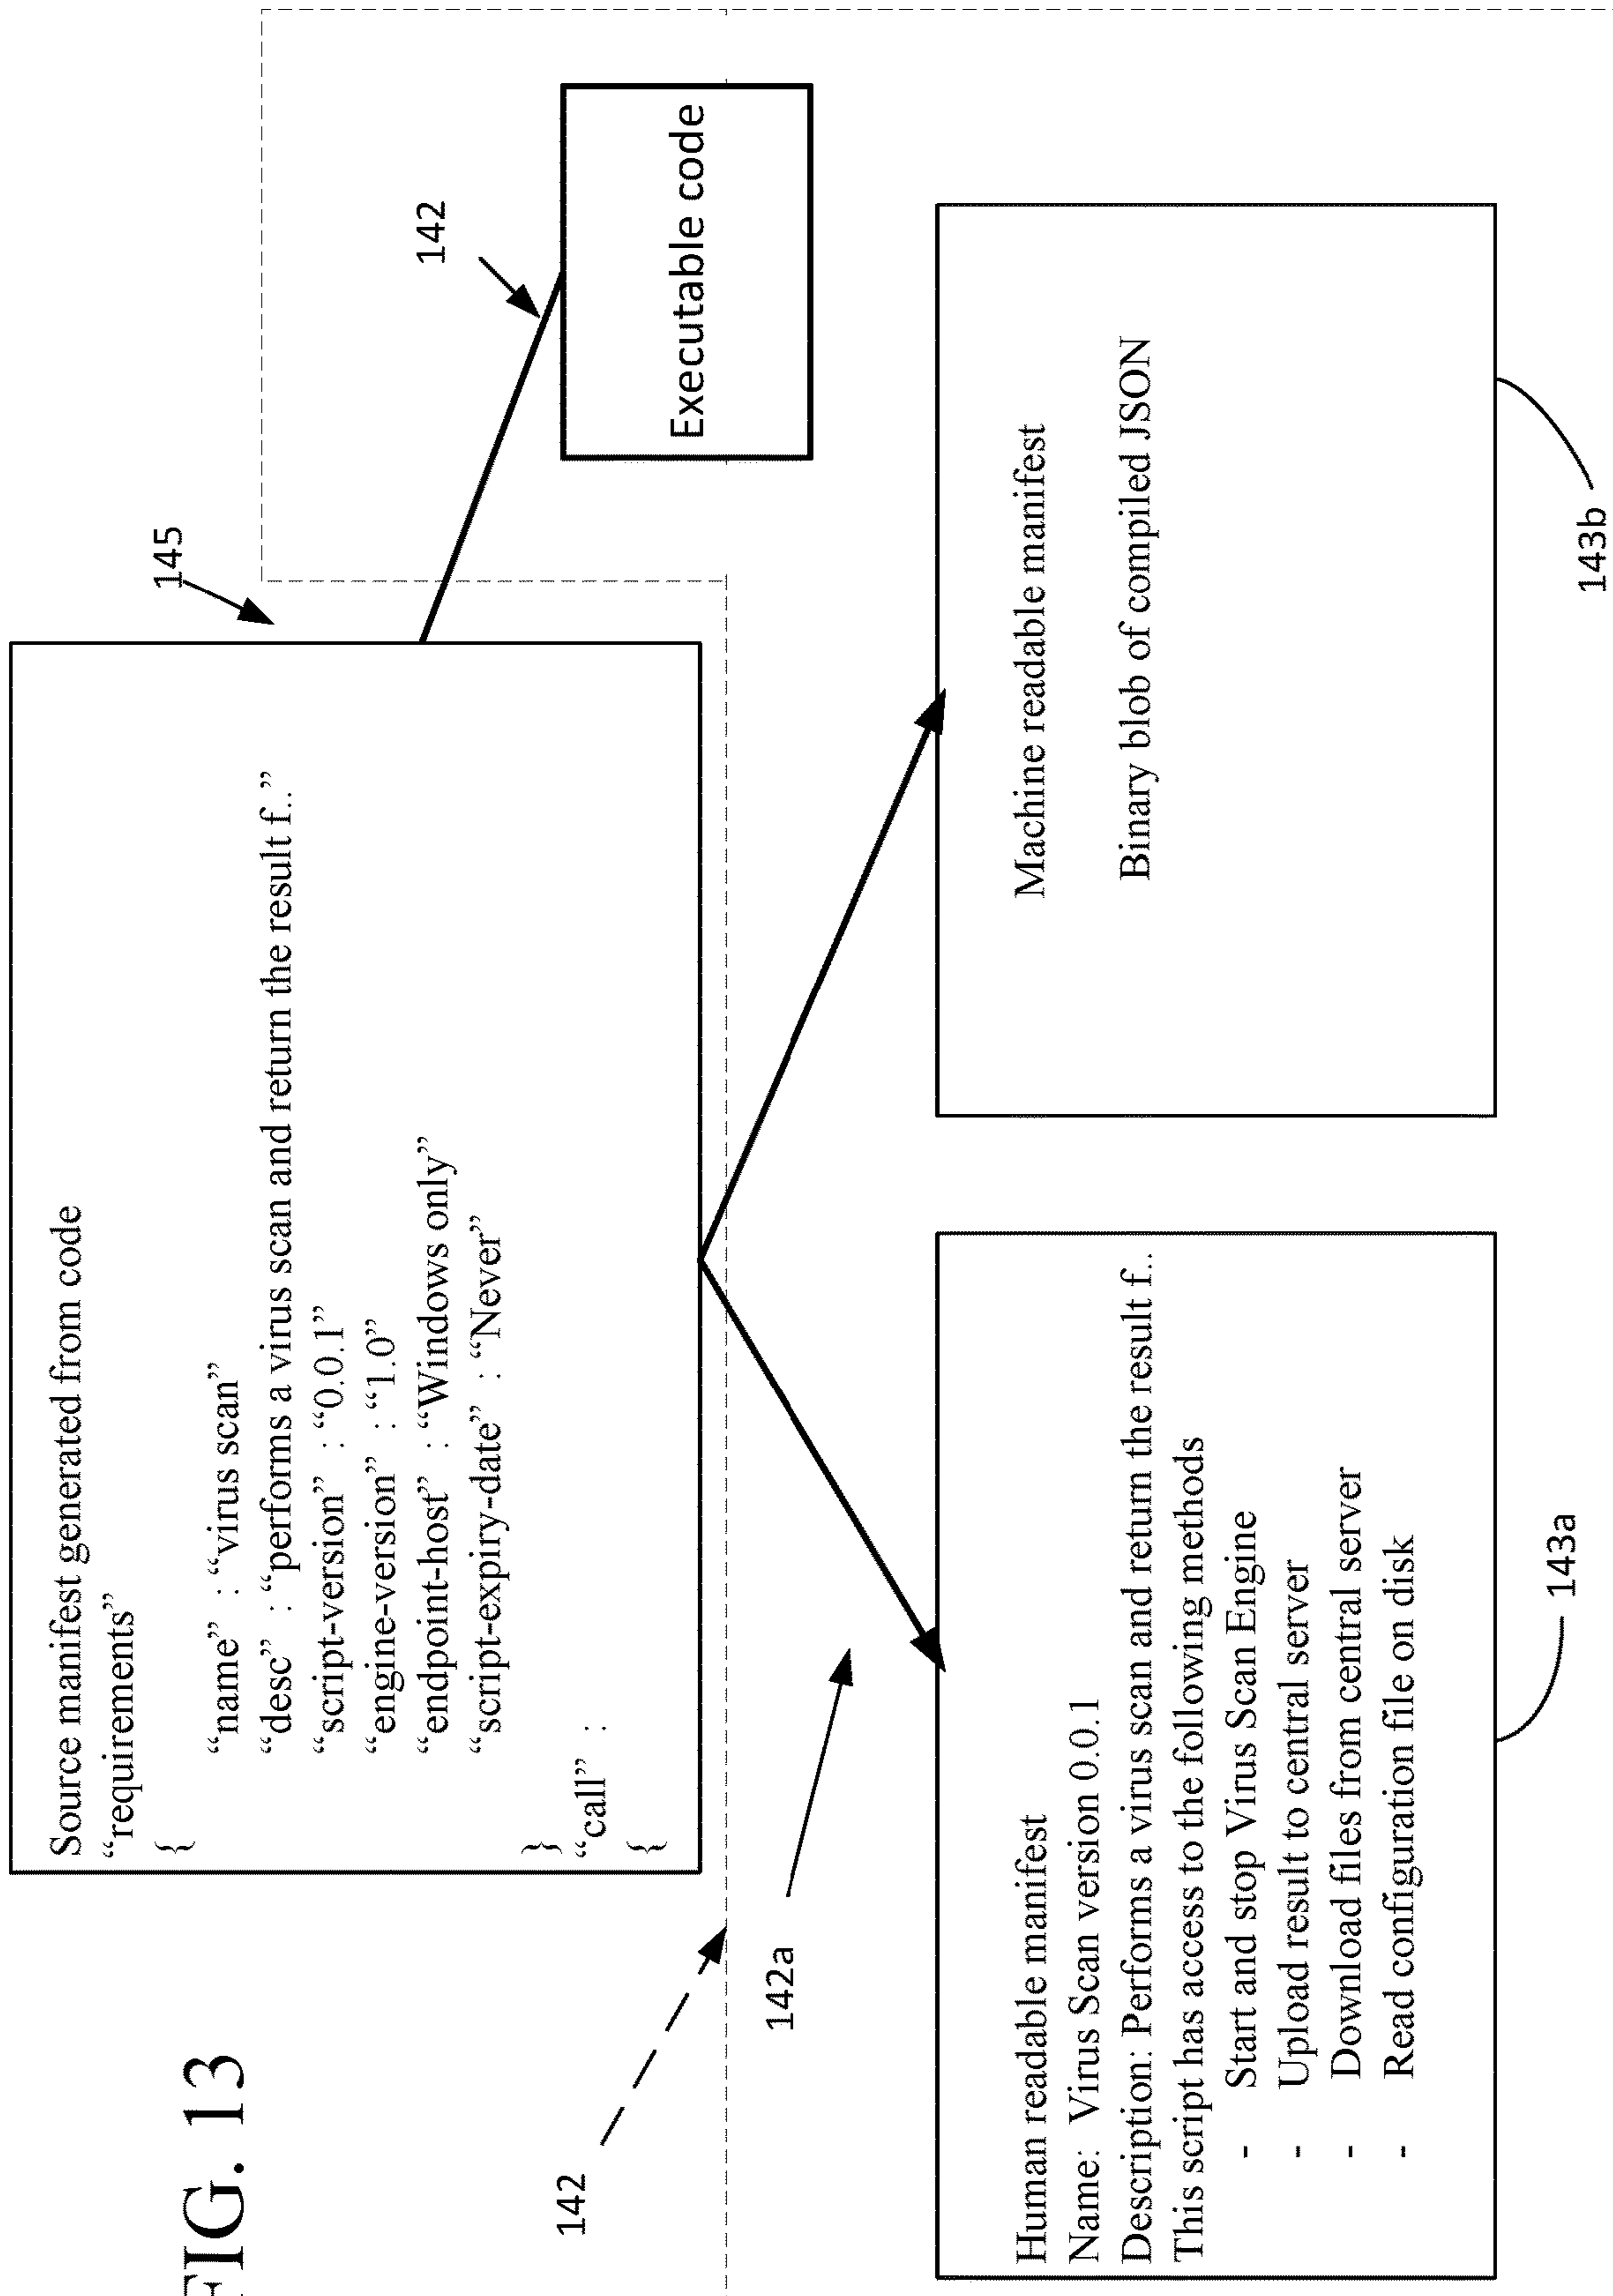 FIG. 13
145
Source manifest generated from code
“requirements”
{
“name” : “virus scan”
“desc” : “performs a virus scan and return the result f..”
“script-version” : “0.0.1”
“engine-version” : “1.0”
“endpoint-host” : “Windows only”
“script-expiry-date” : “Never”
}
“call” :
{
142
Executable code
142
142a
Human readable manifest
Name: Virus Scan version 0.0.1
Description: Performs a virus scan and return the result f..
This script has access to the following methods
- Start and stop Virus Scan Engine
- Upload result to central server
- Download files from central server
- Read configuration file on disk
143a
Machine readable manifest
Binary blob of compiled JSON
143b